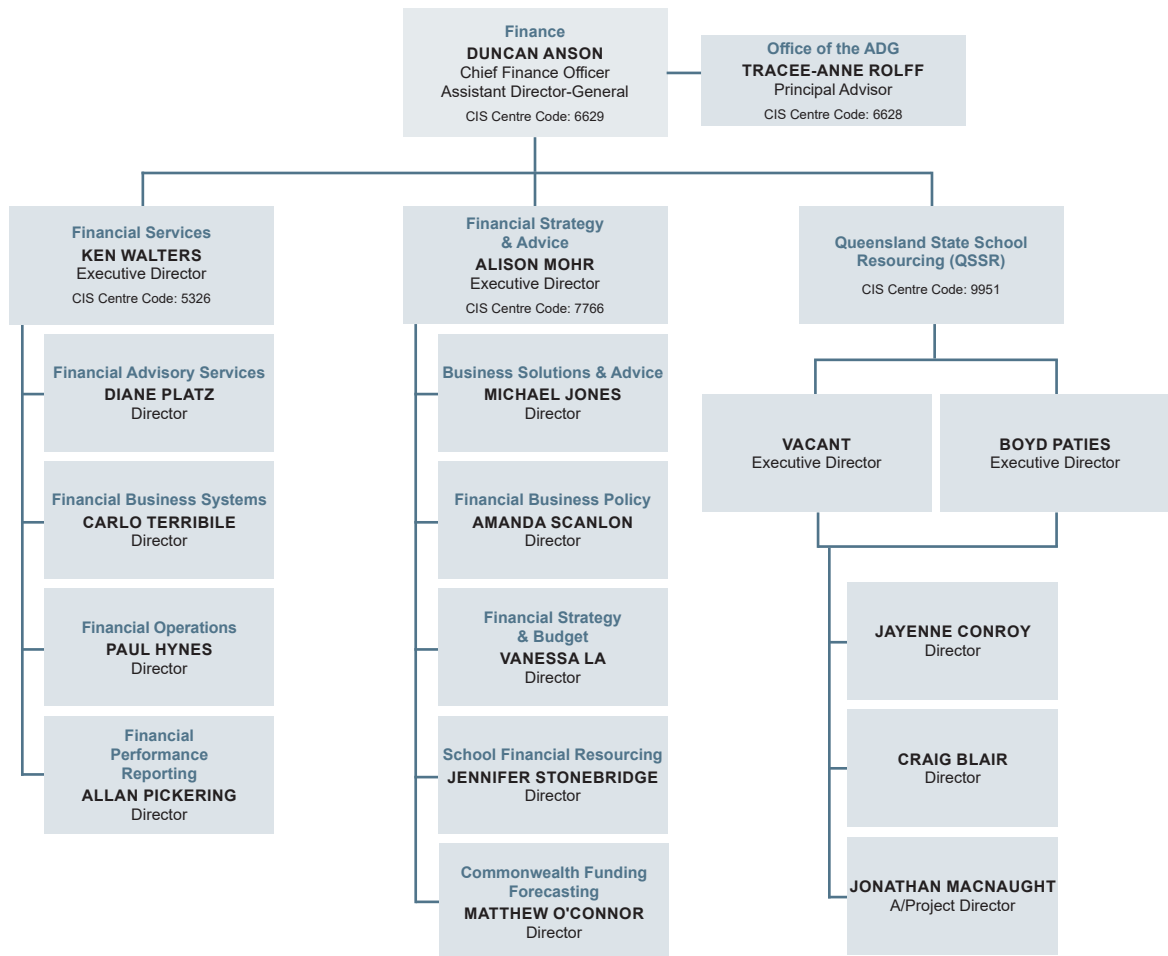 Finance
DUNCAN ANSON
Chief Finance Officer
Assistant Director-General
CIS Centre Code: 6629
Office of the ADG
TRACEE-ANNE ROLFF
Principal Advisor
CIS Centre Code: 6628
Financial Services
KEN WALTERS
Executive Director
CIS Centre Code: 5326
Financial Advisory Services
DIANE PLATZ
Director
Financial Business Systems
CARLO TERRIBILE
Director
Financial Operations
PAUL HYNES
Director
Financial
Performance
Reporting
ALLAN PICKERING
Director
Financial Strategy
& Advice
ALISON MOHR
Executive Director
CIS Centre Code: 7766
Business Solutions & Advice
MICHAEL JONES
Director
Financial Business Policy
AMANDA SCANLON
Director
Financial Strategy
& Budget
VANESSA LA
Director
School Financial Resourcing
JENNIFER STONEBRIDGE
Director
Commonwealth Funding
Forecasting
MATTHEW O'CONNOR
Director
Queensland State School
Resourcing (QSSR)
CIS Centre Code: 9951
VACANT
Executive Director
BOYD PATIES
Executive Director
JAYENNE CONROY
Director
CRAIG BLAIR
Director
JONATHAN MACNAUGHT
A/Project Director